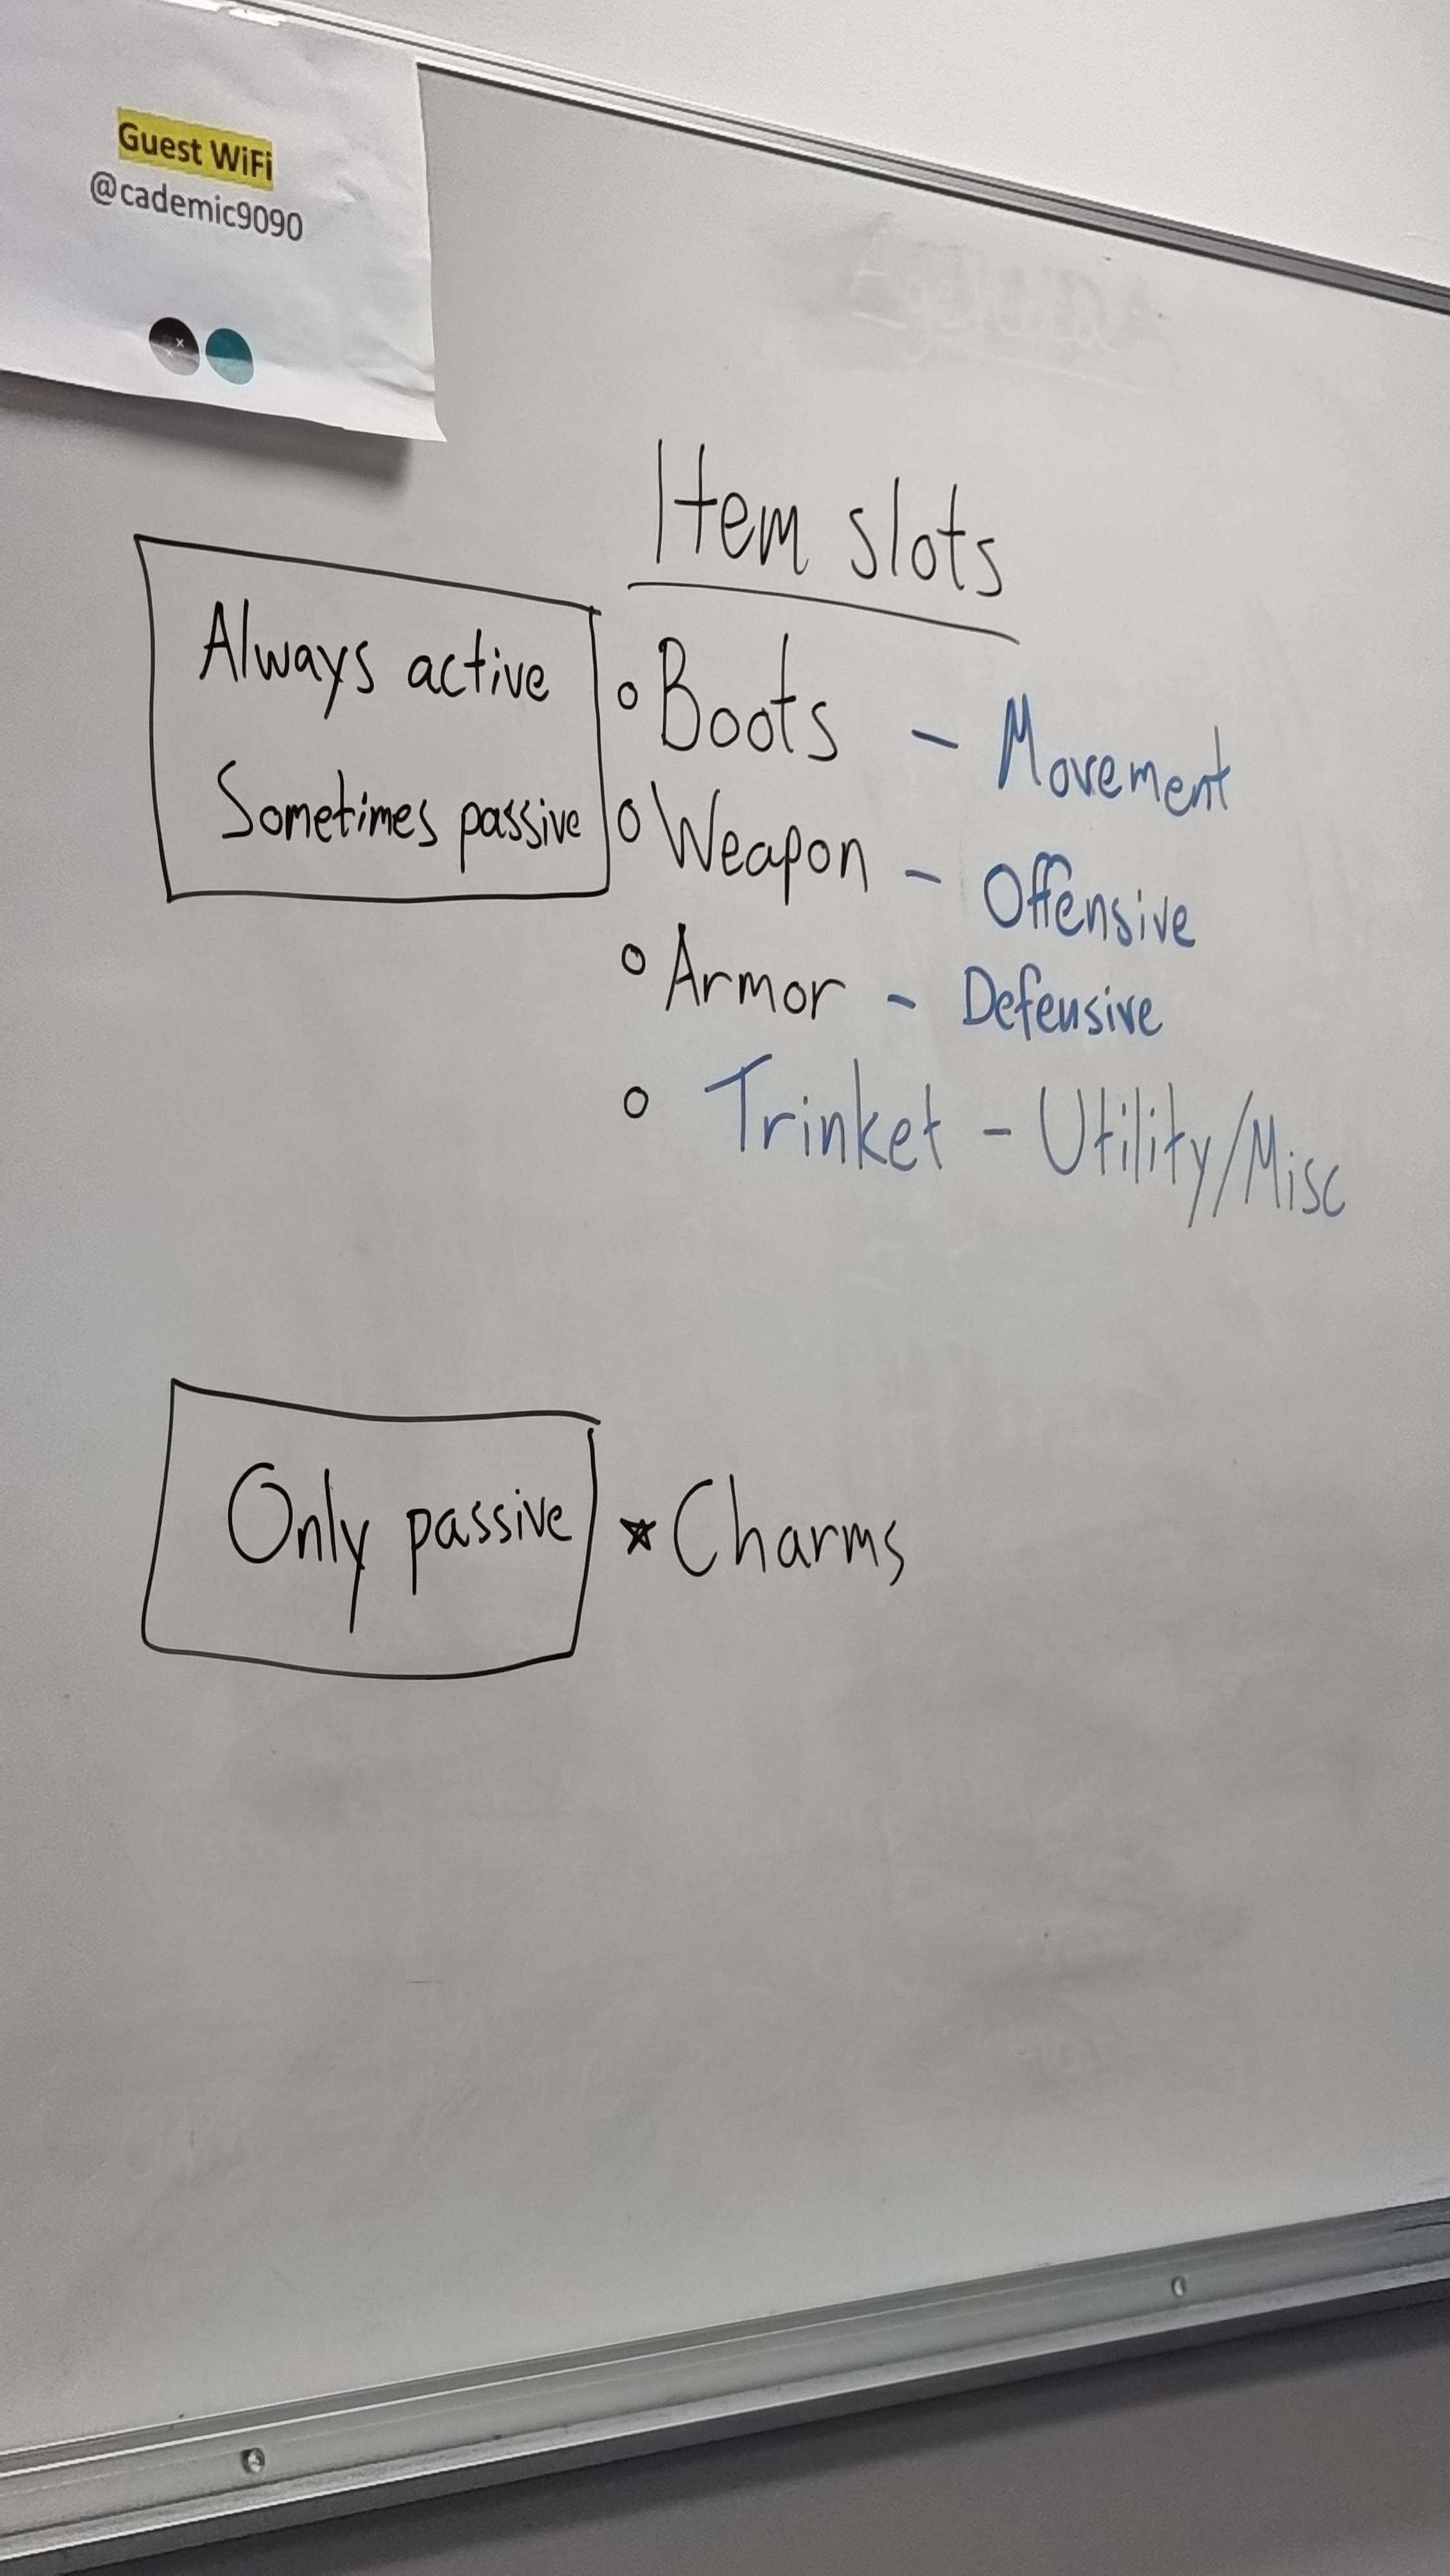 Guest WiFi
@cademic9090
Item slots
Always active
Sometimes passive
○ Boots - Movement
○ Weapon - Offensive
○ Armor - Defensive
○ Trinket - Utility/Misc
Only passive
★ Charms